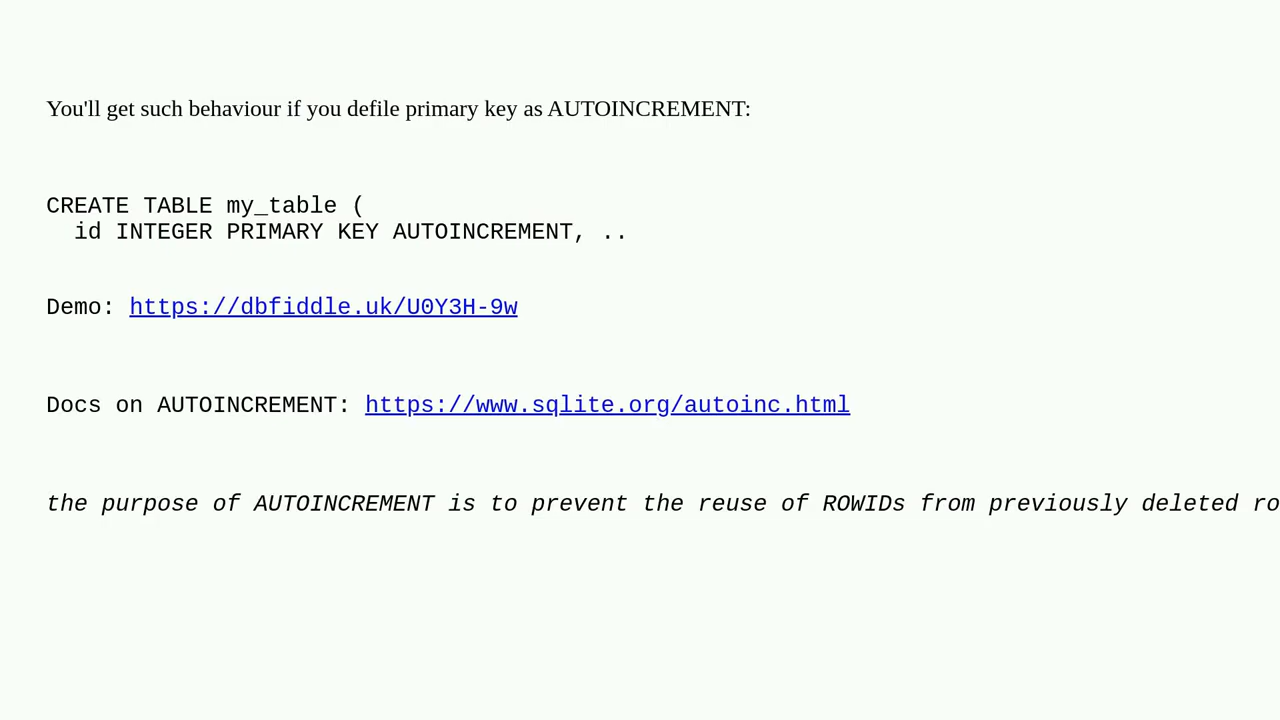 You'll get such behaviour if you defile primary key as AUTOINCREMENT:
CREATE TABLE my_table (
  id INTEGER PRIMARY KEY AUTOINCREMENT, ..
Demo: https://dbfiddle.uk/U0Y3H-9w
Docs on AUTOINCREMENT: https://www.sqlite.org/autoinc.html
the purpose of AUTOINCREMENT is to prevent the reuse of ROWIDs from previously deleted